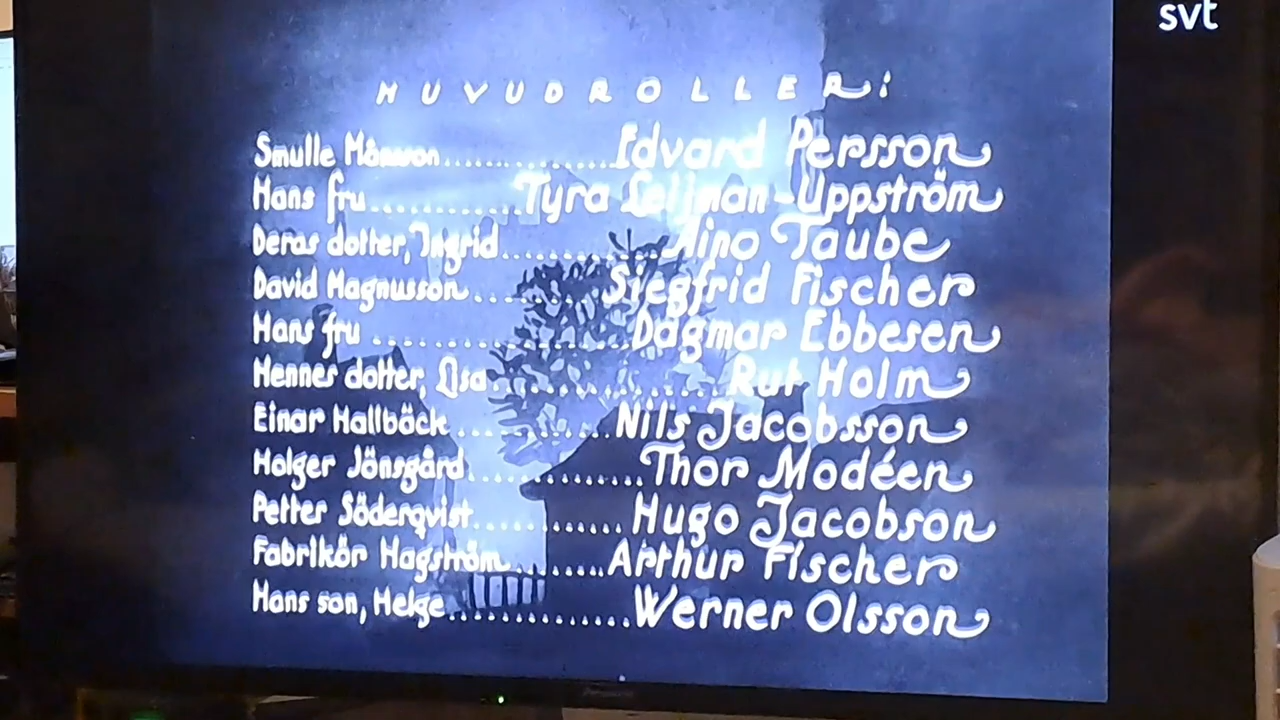 svt
HUVUDROLLER:
Smulle Månsson....................Edvard Persson
Hans fru.............Tyra Leijman-Uppström
Deras dotter, Ingrid..............Aino Taube
David Magnusson...........Siegfrid Fischer
Hans fru......................Dagmar Ebbesen
Hennes dotter, Lisa....................Rut Holm
Einar Hallböck..............Nils Jacobsson
Holger Jönsgård..............Thor Modéen
Petter Söderqvist.............Hugo Jacobson
Fabrikör Hagström.........Arthur Fischer
Hans son, Helge...............Werner Olsson